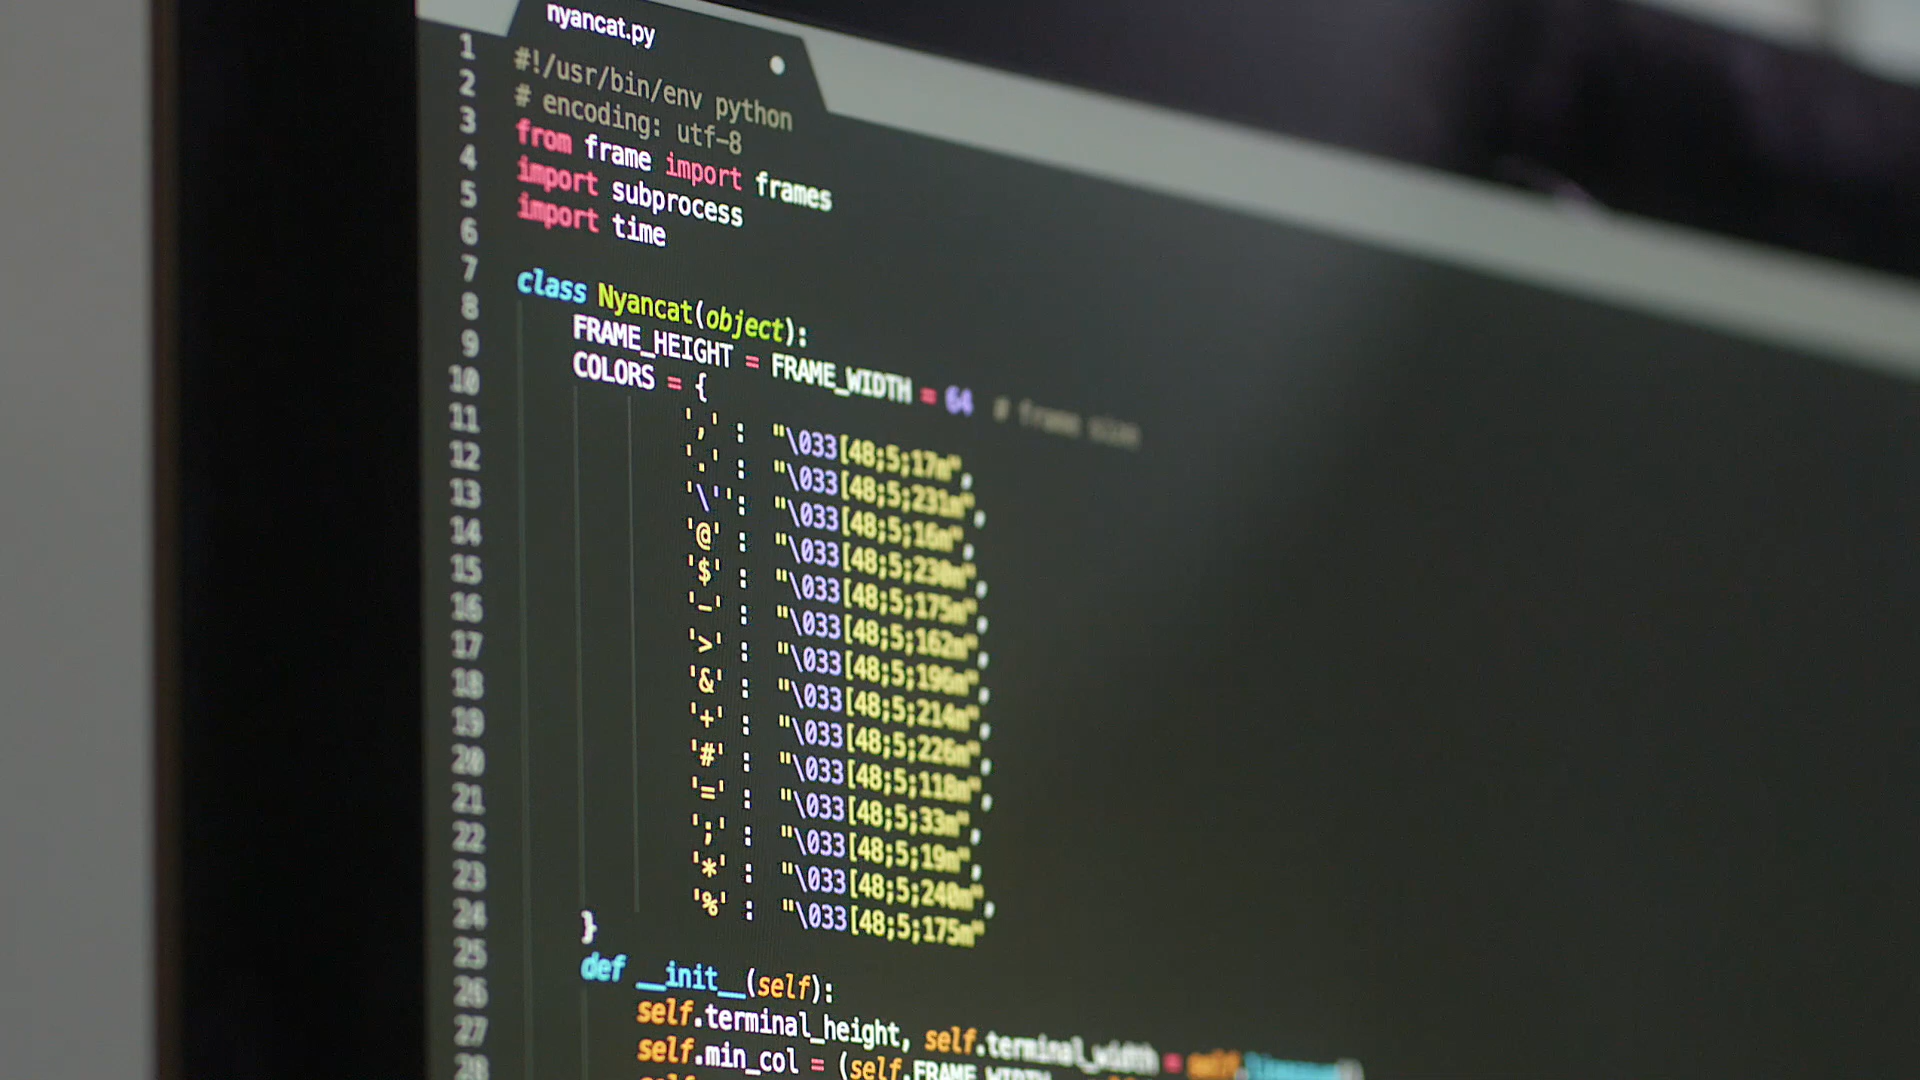 nyancat.py
1 #!/usr/bin/env python
2 # encoding: utf-8
3 from frame import frames
4 import subprocess
5 import time
6
7 class Nyancat(object):
8 FRAME_HEIGHT = FRAME_WIDTH = 64 # frame
9 COLORS = {
10 ',' : "\033[48;5;17m",
11 '.' : "\033[48;5;231m",
12 '\'': "\033[48;5;16m",
13 '@' : "\033[48;5;230m",
14 '$' : "\033[48;5;175m",
15 '-' : "\033[48;5;162m",
16 '>' : "\033[48;5;196m",
17 '&' : "\033[48;5;214m",
18 '+' : "\033[48;5;226m",
19 '#' : "\033[48;5;118m",
20 '=' : "\033[48;5;33m",
21 ';' : "\033[48;5;19m",
22 '*' : "\033[48;5;240m",
23 '%' : "\033[48;5;175m"
24 }
25 def __init__(self):
26 self.terminal_height, self.terminal_width = self.
27 self.min_col = (self.FRAME_WIDTH
28 self